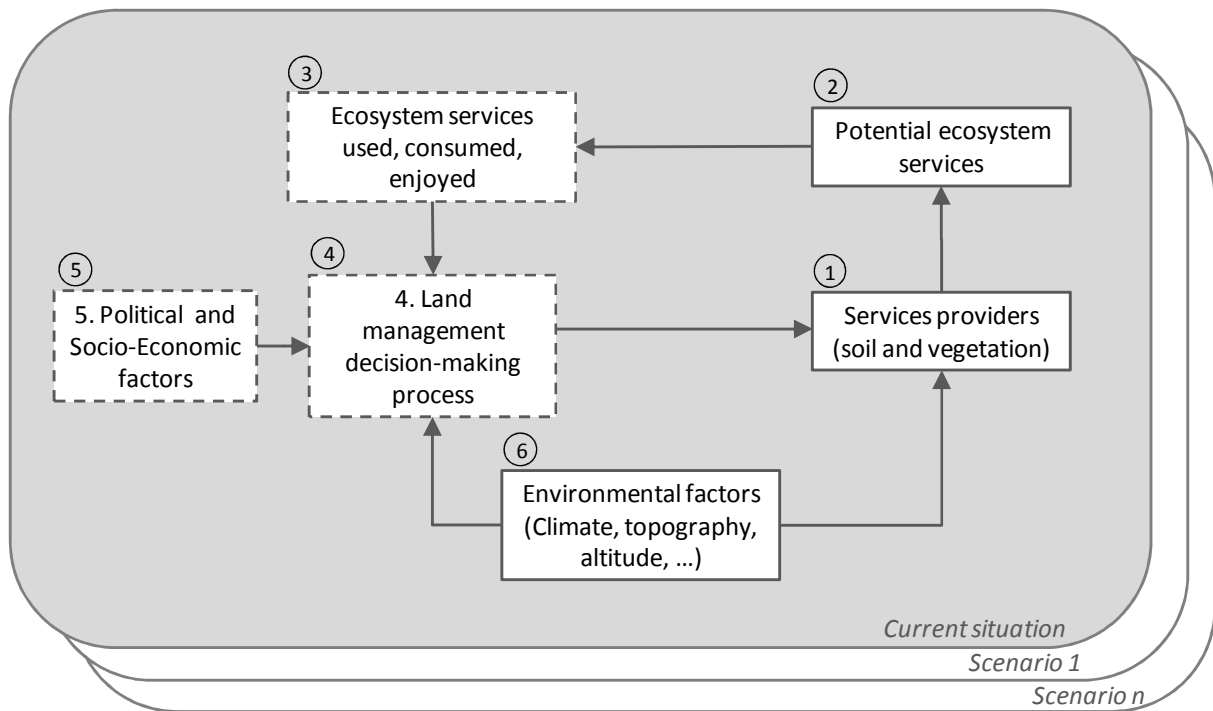 3
Ecosystem services
used, consumed,
enjoyed
2
Potential ecosystem
services
5
5. Political and
Socio-Economic
factors
4
4. Land
management
decision-making
process
1
Services providers
(soil and vegetation)
6
Environmental factors
(Climate, topography,
altitude, ...)
Current situation
Scenario 1
Scenario n